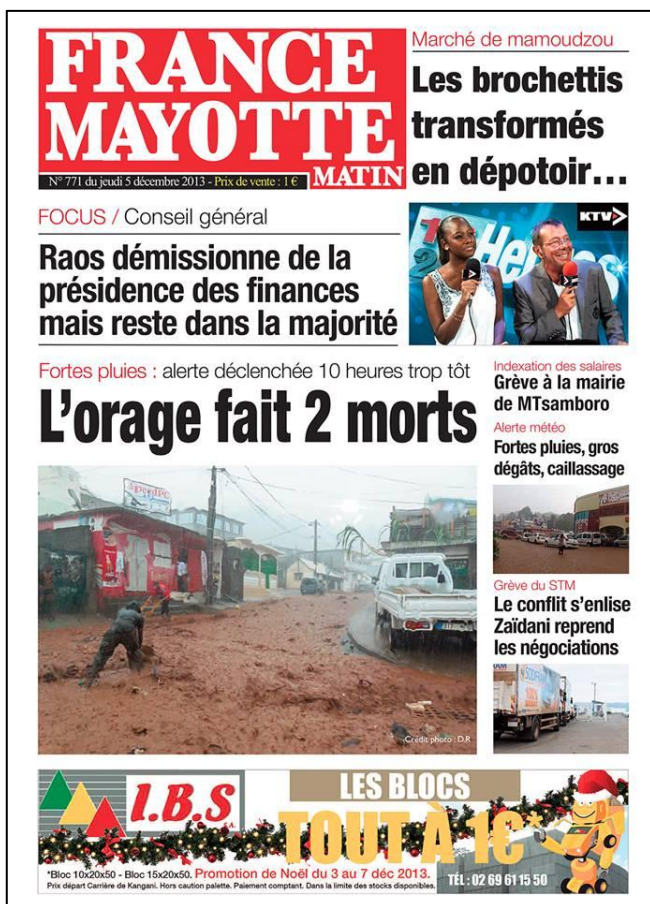 FRANCE
MAYOTTE
MATIN
N° 771 du jeudi 5 décembre 2013 - Prix de vente : 1 €
Marché de mamoudzou
Les brochettis
transformés
en dépotoir…
FOCUS / Conseil général
Raos démissionne de la
présidence des finances
mais reste dans la majorité
KTV
1
2
Fortes pluies : alerte déclenchée 10 heures trop tôt
L'orage fait 2 morts
Crédit photo : D.R
Indexation des salaires
Grève à la mairie
de MTsamboro
Alerte météo
Fortes pluies, gros
dégâts, caillassage
Grève du STM
Le conflit s'enlise
Zaïdani reprend
les négociations
I.B.S
LES BLOCS
TOUT À 1€*
*Bloc 10x20x50 - Bloc 15x20x50. Promotion de Noël du 3 au 7 déc 2013.
Prix départ Carrière de Kangani. Hors caution palette. Paiement comptant. Dans la limite des stocks disponibles.
TÉL : 02 69 61 15 50